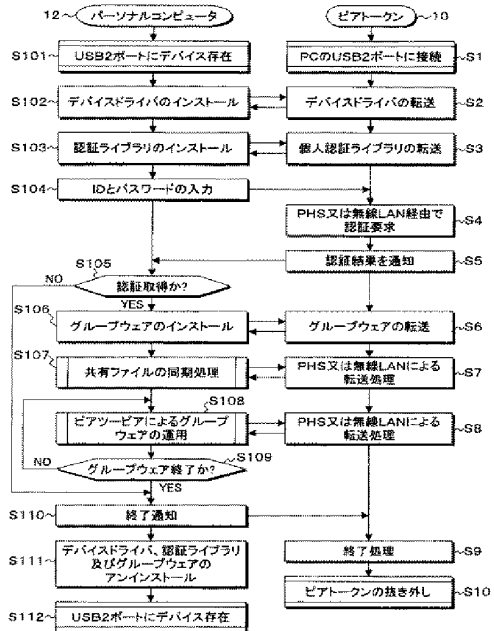 12 パーソナルコンピュータ
ピアトークン 10
S101 USB2ポートにデバイス存在
PCのUSB2ポートに接続 S1
S102 デバイスドライバのインストール
デバイスドライバの転送 S2
S103 認証ライブラリのインストール
個人認証ライブラリの転送 S3
S104 IDとパスワードの入力
PHS又は無線LAN経由で
認証要求 S4
認証結果を通知 S5
S105
NO 認証取得か?
YES
S106 グループウェアのインストール
グループウェアの転送 S6
S107 共有ファイルの同期処理
PHS又は無線LANによる
転送処理 S7
S108
ピアツーピアによるグループ
ウェアの運用
PHS又は無線LANによる
転送処理 S8
S109
NO グループウェア終了か?
YES
S110 終了通知
S111 デバイスドライバ、認証ライブラリ
及びグループウェアの
アンインストール
終了処理 S9
ピアトークンの抜き外し S10
S112 USB2ポートにデバイス存在